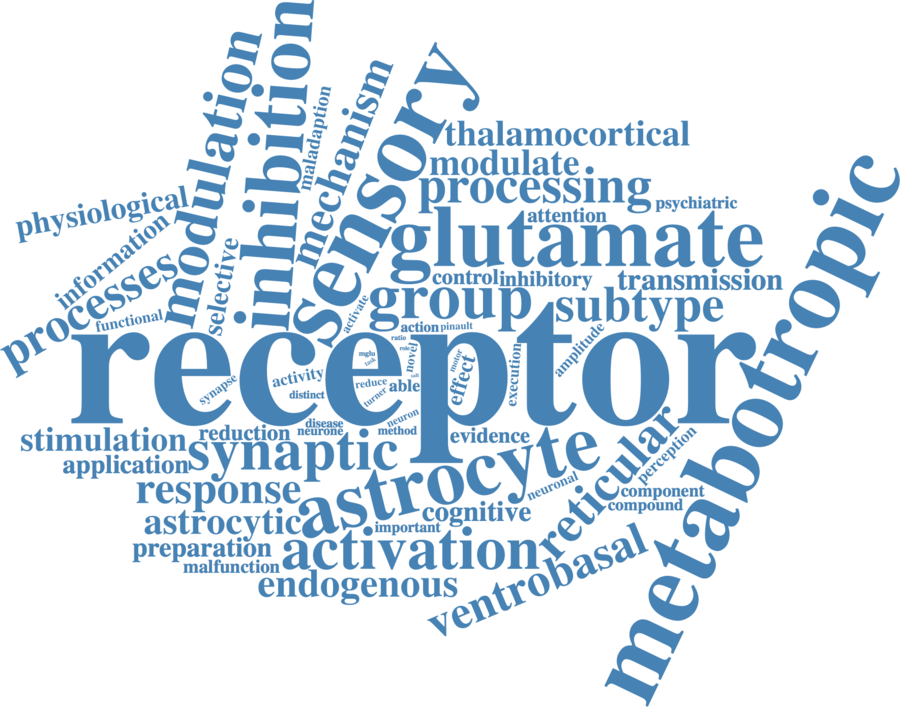 inhibition
modulation
maladaption
mechanism
sensory
thalamocortical
modulate
processing
psychiatric
attention
physiological
information
processes
functional
selective
glutamate
control
inhibitory
transmission
group
subtype
metabotropic
activate
action
pinault
ratio
role
mglu
task
novel
motor
effect
execution
amplitude
receptor
synapse
activity
distinct
reduce
turner
able
cell
neuron
disease
neurone
method
stimulation
reduction
evidence
application
synaptic
astrocyte
reticular
perception
response
neuronal
component
compound
astrocytic
cognitive
important
preparation
activation
malfunction
endogenous
ventrobasal